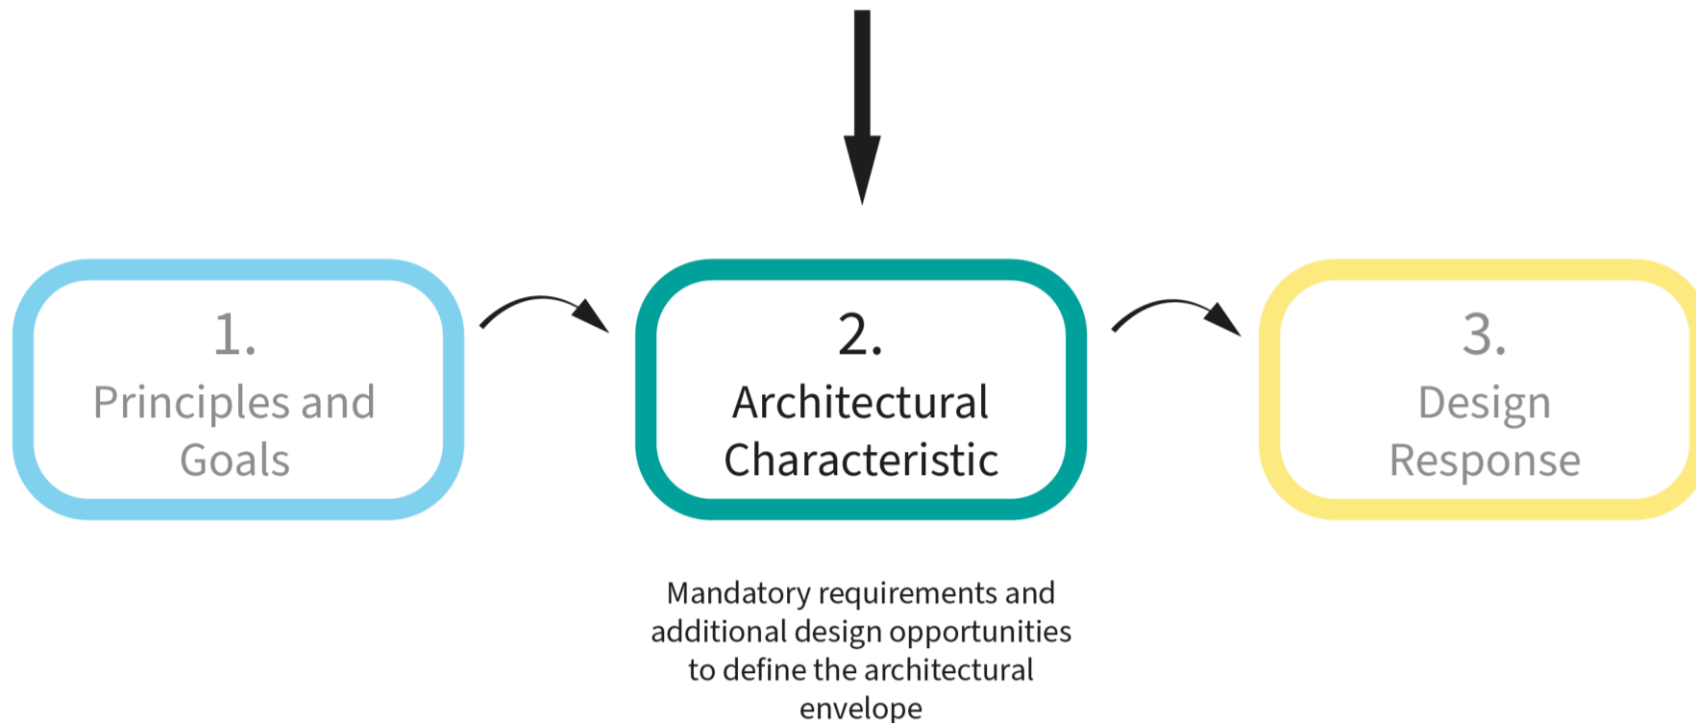 1.
Principles and
Goals
2.
Architectural
Characteristic
Mandatory requirements and
additional design opportunities
to define the architectural
envelope
3.
Design
Response